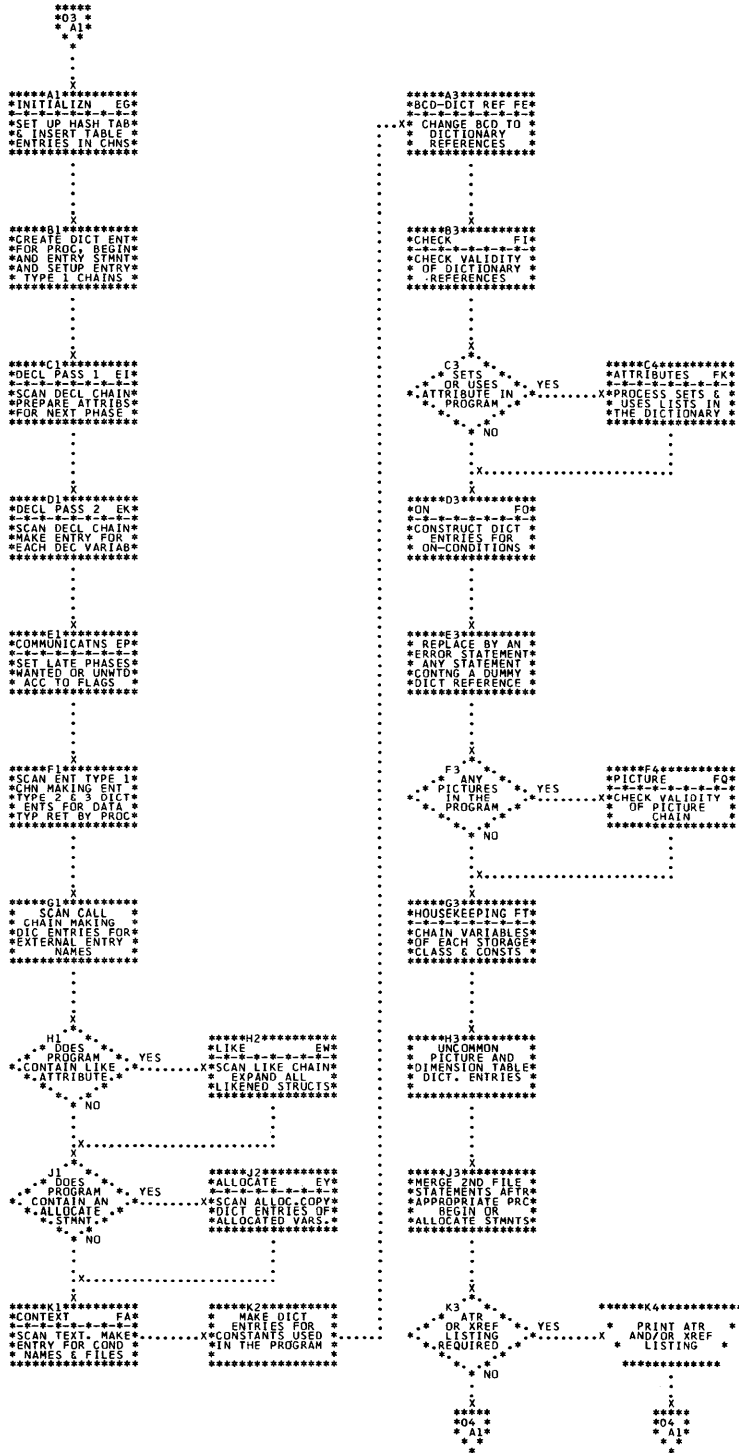 03
A1
A1
INITIALIZN EG
SET UP HASH TAB
& INSERT TABLE
ENTRIES IN CHNS
B1
CREATE DICT ENT
FOR PROC, BEGIN
AND ENTRY STMNT
AND SETUP ENTRY
TYPE 1 CHAINS
C1
DECL PASS 1 EI
SCAN DECL CHAIN
PREPARE ATTRIBS
FOR NEXT PHASE
D1
DECL PASS 2 EK
SCAN DECL CHAIN
MAKE ENTRY FOR
EACH DEC VARIAB
E1
COMMUNICATNS EP
SET LATE PHASES
WANTED OR UNWTD
ACC TO FLAGS
F1
SCAN ENT TYPE 1
CHN MAKING ENT
TYPE 2 & 3 DICT
ENTS FOR DATA
TYP RET BY PROC
G1
SCAN CALL
CHAIN MAKING
DIC ENTRIES FOR
EXTERNAL ENTRY
NAMES
H1
DOES
PROGRAM
CONTAIN LIKE
ATTRIBUTE
YES
NO
H2
LIKE EW
SCAN LIKE CHAIN
EXPAND ALL
LIKENED STRUCTS
J1
DOES
PROGRAM
CONTAIN AN
ALLOCATE
STMNT
YES
NO
J2
ALLOCATE EY
SCAN ALLOC.COPY
DICT ENTRIES OF
ALLOCATED VARS.
K1
CONTEXT FA
SCAN TEXT. MAKE
ENTRY FOR COND
NAMES & FILES
K2
MAKE DICT
ENTRIES FOR
CONSTANTS USED
IN THE PROGRAM
A3
BCD-DICT REF FE
CHANGE BCD TO
DICTIONARY
REFERENCES
B3
CHECK FI
CHECK VALIDITY
OF DICTIONARY
REFERENCES
C3
SETS
OR USES
ATTRIBUTE IN
PROGRAM
YES
NO
C4
ATTRIBUTES FK
PROCESS SETS &
USES LISTS IN
THE DICTIONARY
D3
ON FO
CONSTRUCT DICT
ENTRIES FOR
ON-CONDITIONS
E3
REPLACE BY AN
ERROR STATEMENT
ANY STATEMENT
CONTNG A DUMMY
DICT REFERENCE
F3
ANY
PICTURES
IN THE
PROGRAM
YES
NO
F4
PICTURE FQ
CHECK VALIDITY
OF PICTURE
CHAIN
G3
HOUSEKEEPING FT
CHAIN VARIABLES
OF EACH STORAGE
CLASS & CONSTS
H3
UNCOMMON
PICTURE AND
DIMENSION TABLE
DICT. ENTRIES
J3
MERGE 2ND FILE
STATEMENTS AFTR
APPROPRIATE PRC
BEGIN OR
ALLOCATE STMNTS
K3
ATR
OR XREF
LISTING
REQUIRED
YES
NO
K4
PRINT ATR
AND/OR XREF
LISTING
04
A1
04
A1